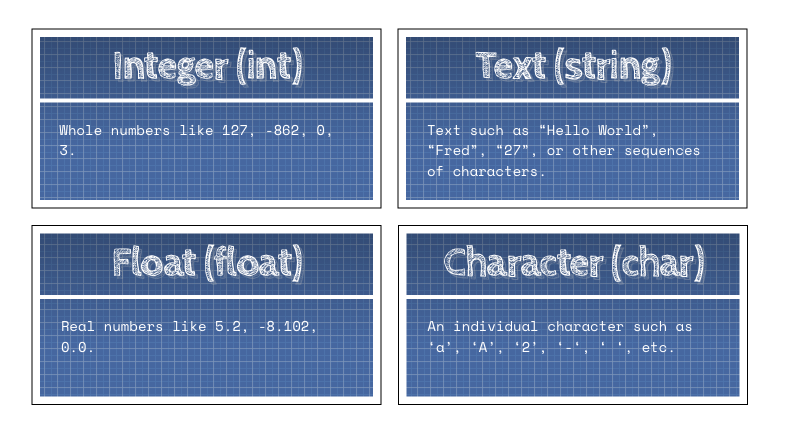 Integer (int)
Whole numbers like 127, -862, 0,
3.
Text (string)
Text such as “Hello World”,
“Fred”, “27”, or other sequences
of characters.
Float (float)
Real numbers like 5.2, -8.102,
0.0.
Character (char)
An individual character such as
‘a’, ‘A’, ‘2’, ‘-‘, ‘ ‘, etc.